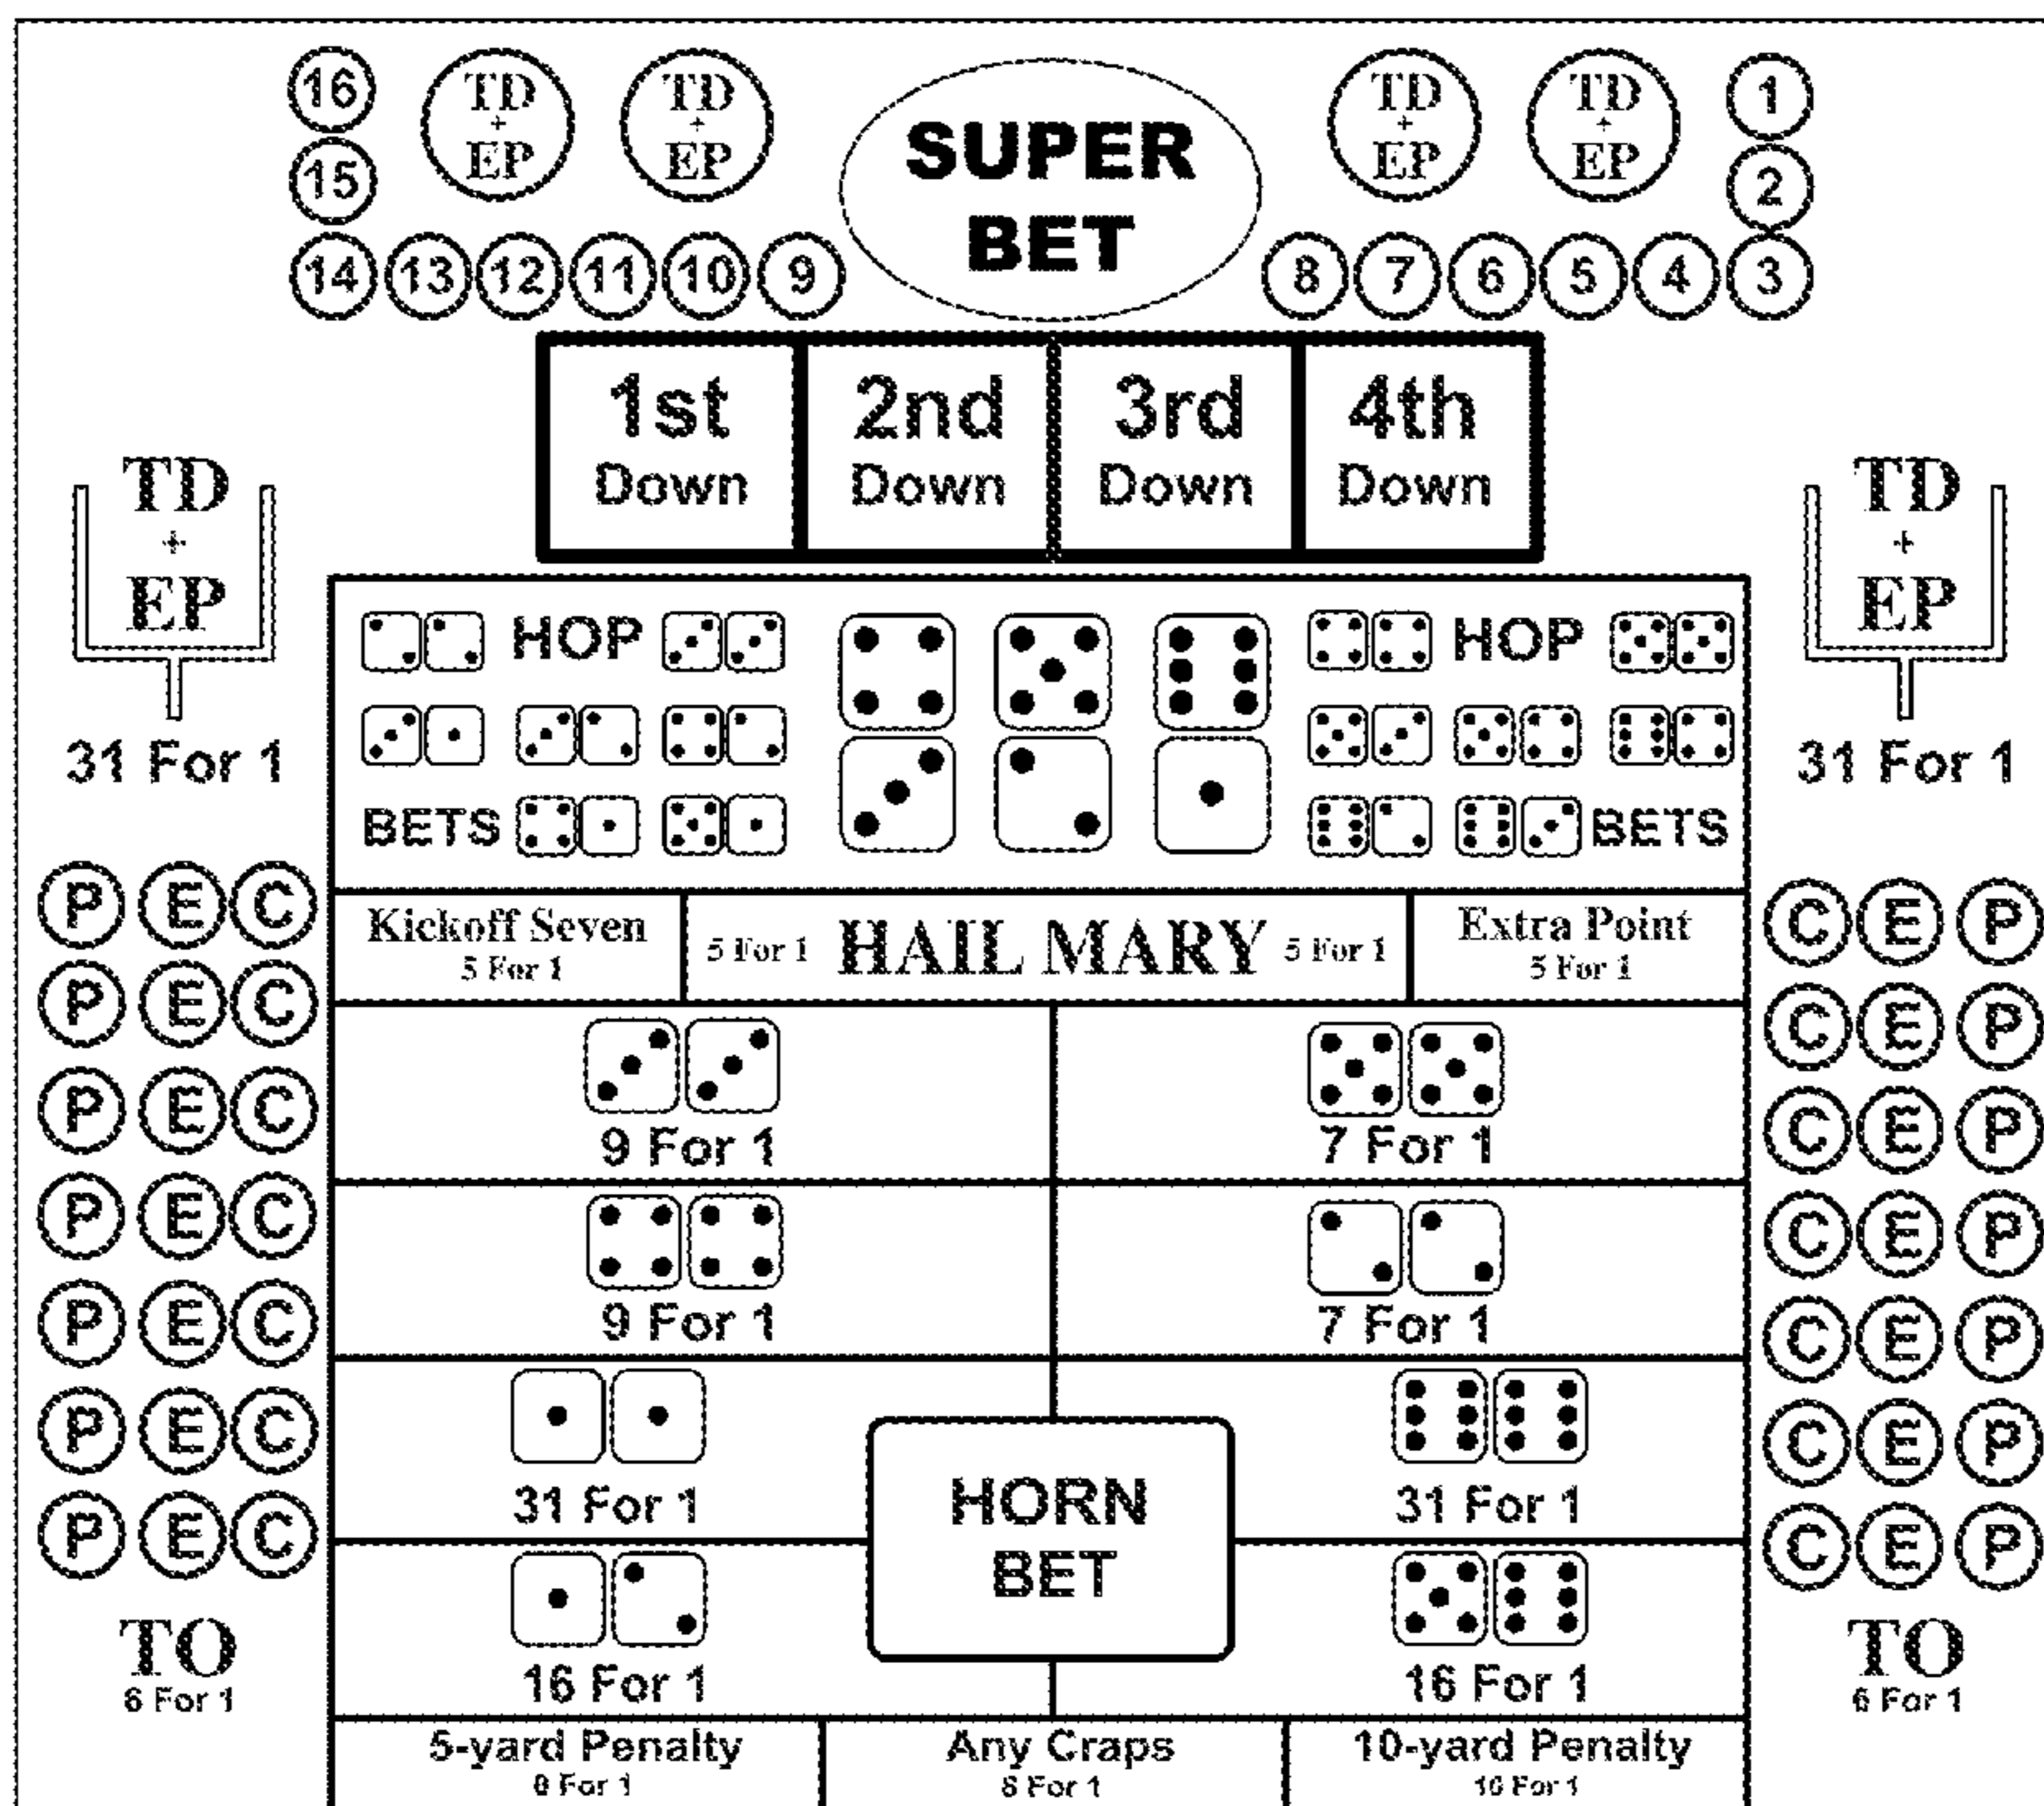 16 TD TD SUPER TD TD 1
+ + + +
EP EP EP EP
15 BET 2
14 13 12 11 10 9 8 7 6 5 4 3
1st 2nd 3rd 4th
Down Down Down Down
TD TD
+ +
EP EP
31 For 1 31 For 1
HOP HOP
BETS BETS
Kickoff Seven
5 For 1
5 For 1 HAIL MARY 5 For 1
Extra Point
5 For 1
P E C C E P
P E C C E P
P E C C E P
P E C C E P
P E C C E P
P E C C E P
P E C C E P
9 For 1 7 For 1
9 For 1 7 For 1
31 For 1 31 For 1
HORN
BET
16 For 1 16 For 1
TO
6 For 1
TO
6 For 1
5-yard Penalty
For 1
Any Craps
8 For 1
10-yard Penalty
For 1